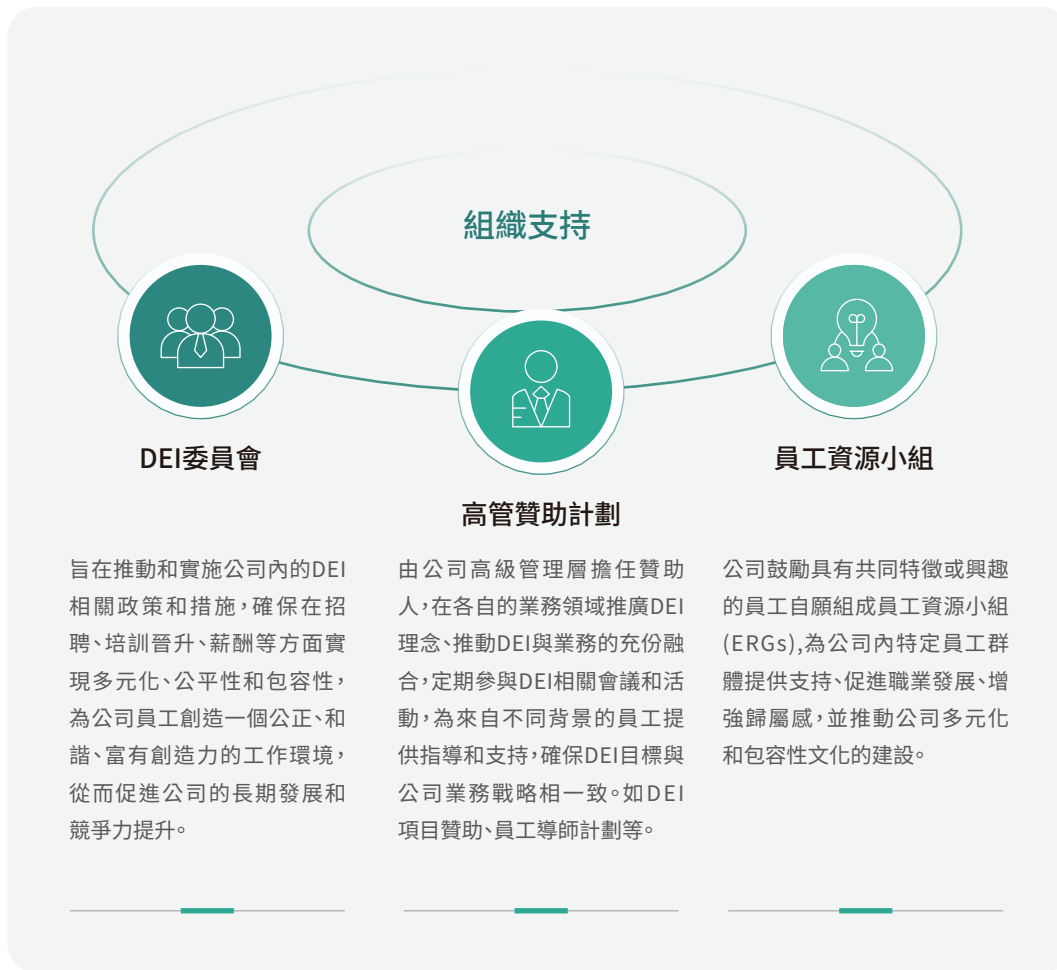 組織支持
DEI委員會
旨在推動和實施公司內的DEI
相關政策和措施，確保在招
聘、培訓晉升、薪酬等方面實
現多元化、公平性和包容性，
為公司員工創造一個公正、和
諧、富有創造力的工作環境，
從而促進公司的長期發展和
競爭力提升。
高管贊助計劃
由公司高級管理層擔任贊助
人，在各自的業務領域推廣DEI
理念、推動DEI與業務的充份融
合，定期參與DEI相關會議和活
動，為來自不同背景的員工提
供指導和支持，確保DEI目標與
公司業務戰略相一致。如DEI
項目贊助、員工導師計劃等。
員工資源小組
公司鼓勵具有共同特徵或興趣
的員工自願組成員工資源小組
(ERGs),為公司內特定員工群
體提供支持、促進職業發展、增
強歸屬感，並推動公司多元化
和包容性文化的建設。